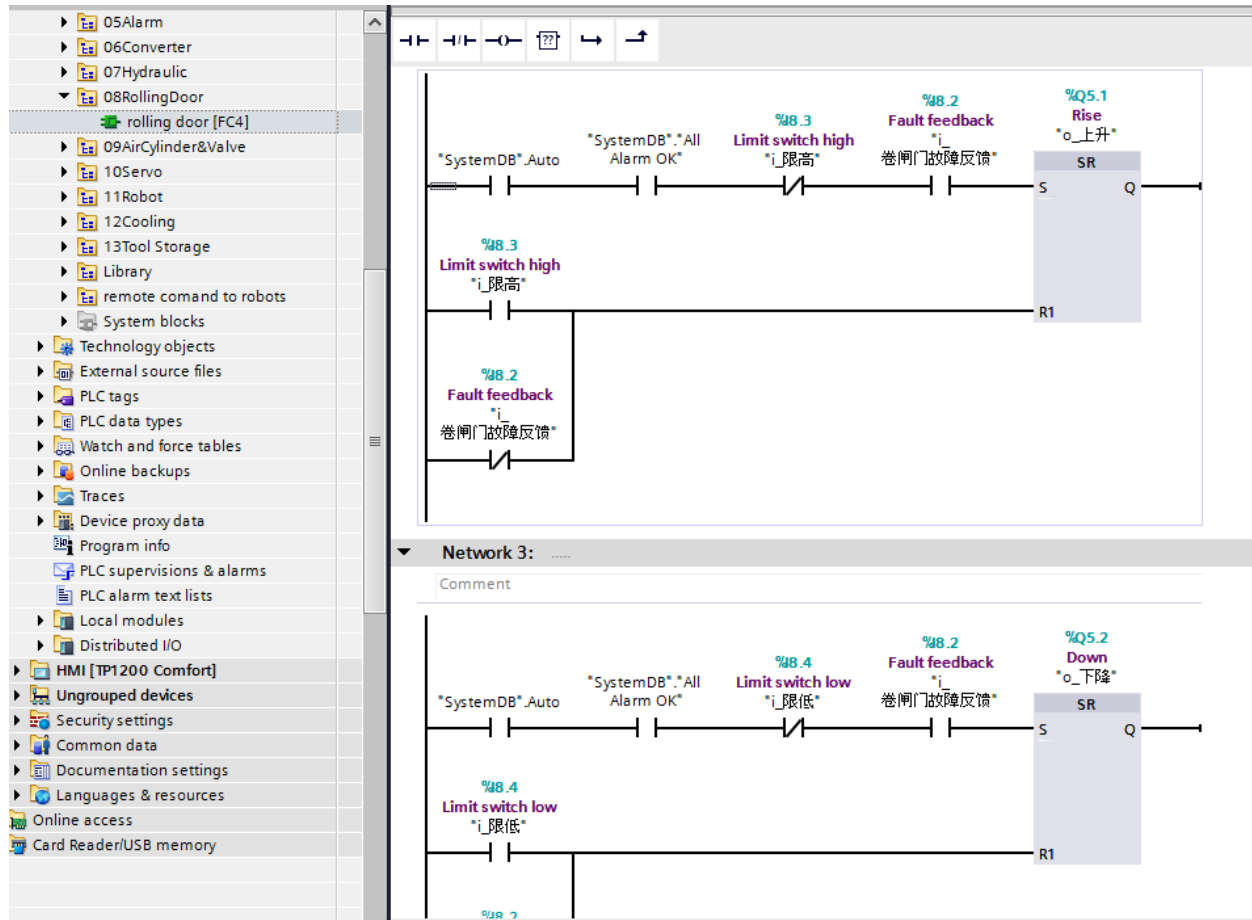 05Alarm
06Converter
07Hydraulic
08RollingDoor
rolling door [FC4]
09AirCylinder&Valve
10Servo
11Robot
12Cooling
13Tool Storage
Library
remote comand to robots
System blocks
Technology objects
External source files
PLC tags
PLC data types
Watch and force tables
Online backups
Traces
Device proxy data
Program info
PLC supervisions & alarms
PLC alarm text lists
Local modules
Distributed I/O
HMI [TP1200 Comfort]
Ungrouped devices
Security settings
Common data
Documentation settings
Languages & resources
Online access
Card Reader/USB memory
??
"SystemDB".Auto
"SystemDB"."All
Alarm OK"
%I8.3
Limit switch high
"i_限高"
%I8.2
Fault feedback
"i_
卷闸门故障反馈"
%Q5.1
Rise
"o_上升"
SR
S
Q
%I8.3
Limit switch high
"i_限高"
R1
%I8.2
Fault feedback
"i_
卷闸门故障反馈"
Network 3: .....
Comment
"SystemDB".Auto
"SystemDB"."All
Alarm OK"
%I8.4
Limit switch low
"i_限低"
%I8.2
Fault feedback
"i_
卷闸门故障反馈"
%Q5.2
Down
"o_下降"
SR
S
Q
%I8.4
Limit switch low
"i_限低"
R1
%I8.2